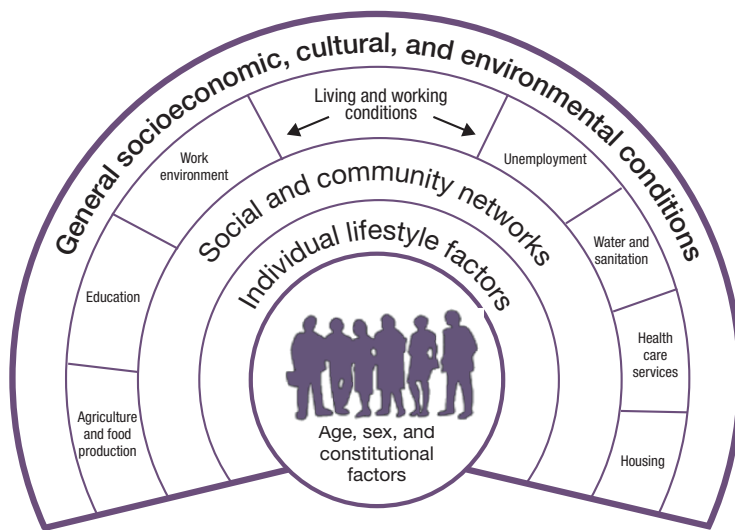 General socioeconomic, cultural, and environmental conditions
Living and working
conditions
Work
environment
Unemployment
Social and community networks
Water and
sanitation
Individual lifestyle factors
Education
Health
care
services
Agriculture
and food
production
Age, sex, and
constitutional
factors
Housing